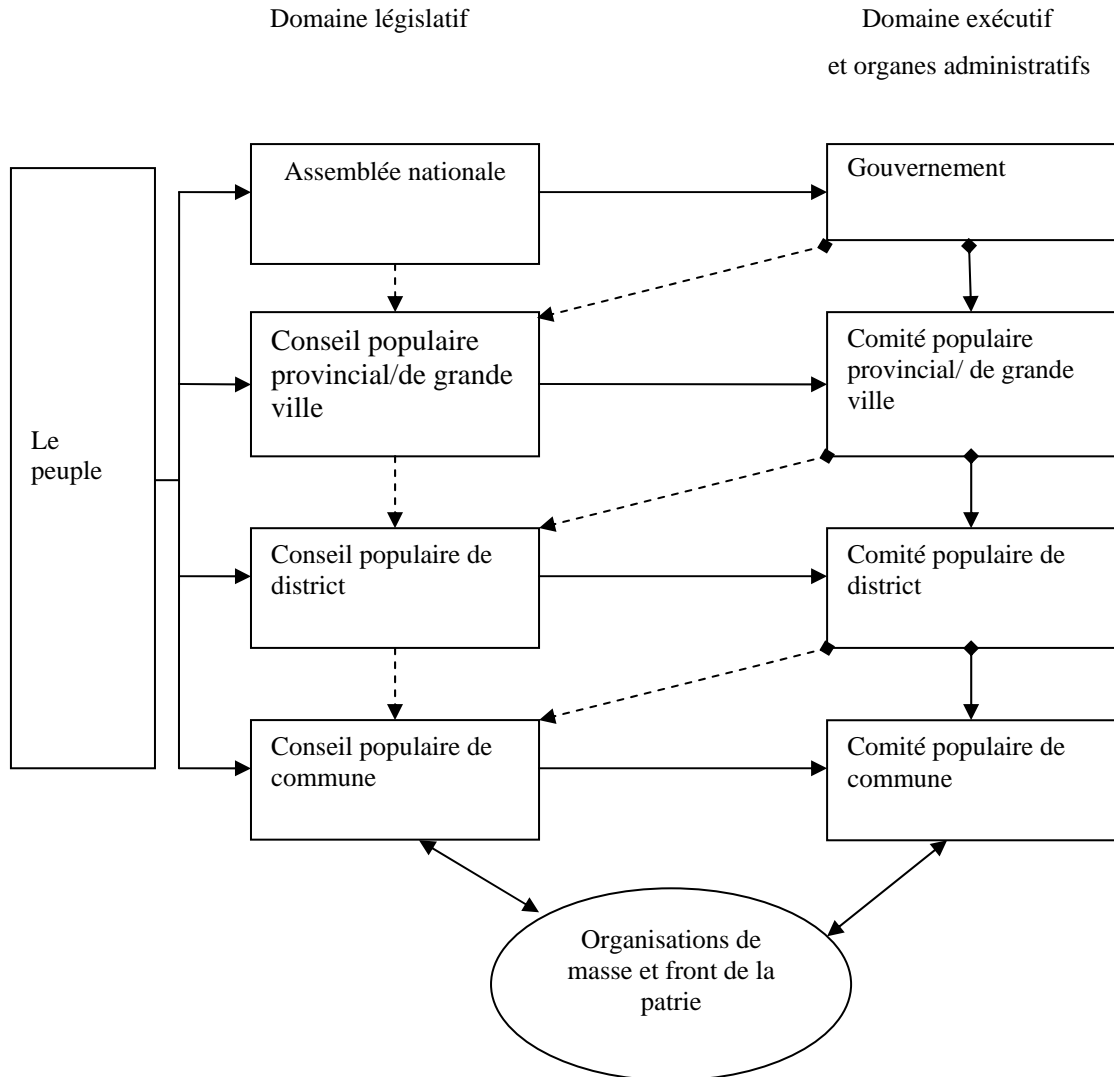 Domaine législatif
Domaine exécutif
et organes administratifs
Assemblée nationale
Gouvernement
Conseil populaire
provincial/de grande
ville
Comité populaire
provincial/ de grande
ville
Le
peuple
Conseil populaire de
district
Comité populaire de
district
Conseil populaire de
commune
Comité populaire de
commune
Organisations de
masse et front de la
patrie